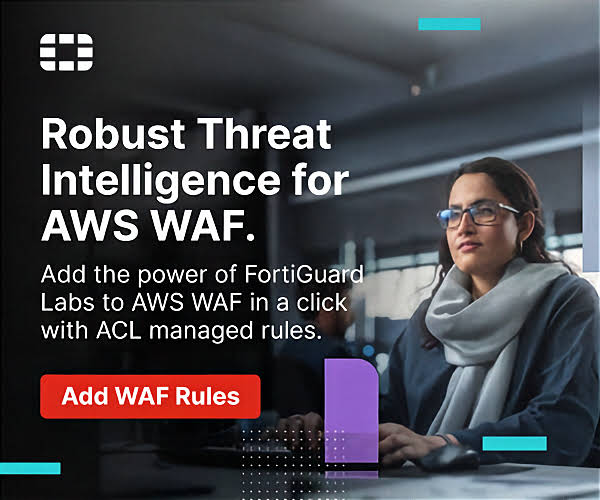 Robust Threat
Intelligence for
AWS WAF.
Add the power of FortiGuard
Labs to AWS WAF in a click
with ACL managed rules.
Add WAF Rules